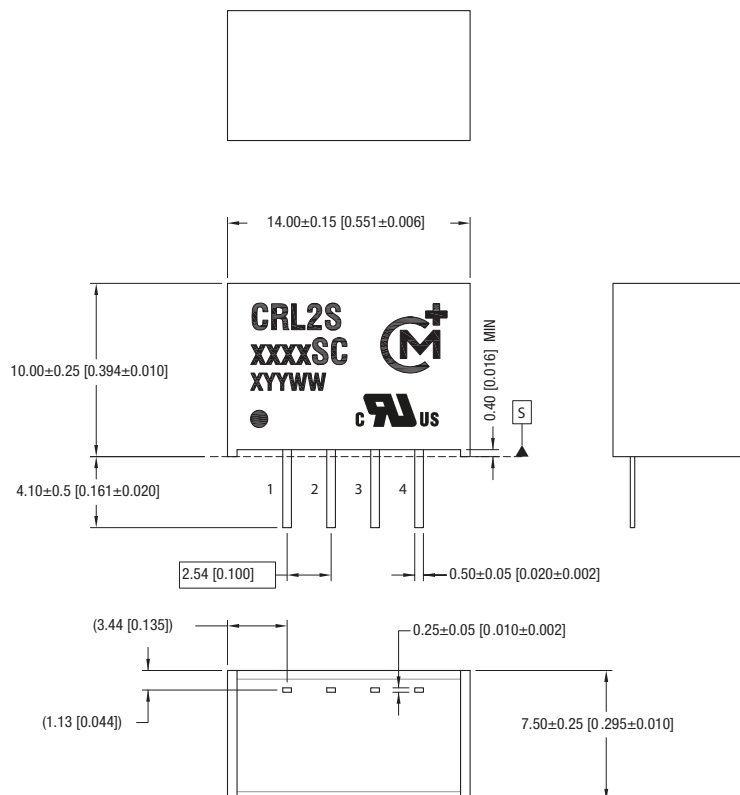 14.00±0.15 [0.551±0.006]
CRL2S
XXXXSC
XYYWW
CM+
C RU US
10.00±0.25 [0.394±0.010]
0.40 [0.016] MIN
S
4.10±0.5 [0.161±0.020]
1 2 3 4
2.54 [0.100]
0.50±0.05 [0.020±0.002]
(3.44 [0.135])
0.25±0.05 [0.010±0.002]
(1.13 [0.044])
7.50±0.25 [0.295±0.010]